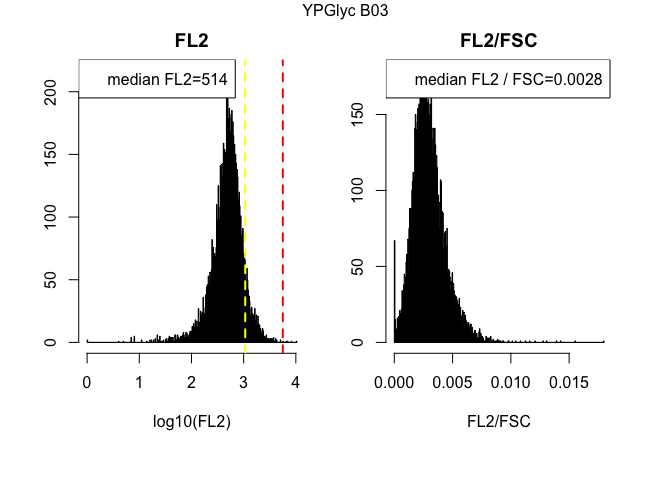 YPGlyc B03
FL2
median FL2=514
0
50
100
150
200
0 1 2 3 4
log10(FL2)
FL2/FSC
median FL2 / FSC=0.0028
0
50
100
150
0.000 0.005 0.010 0.015
FL2/FSC